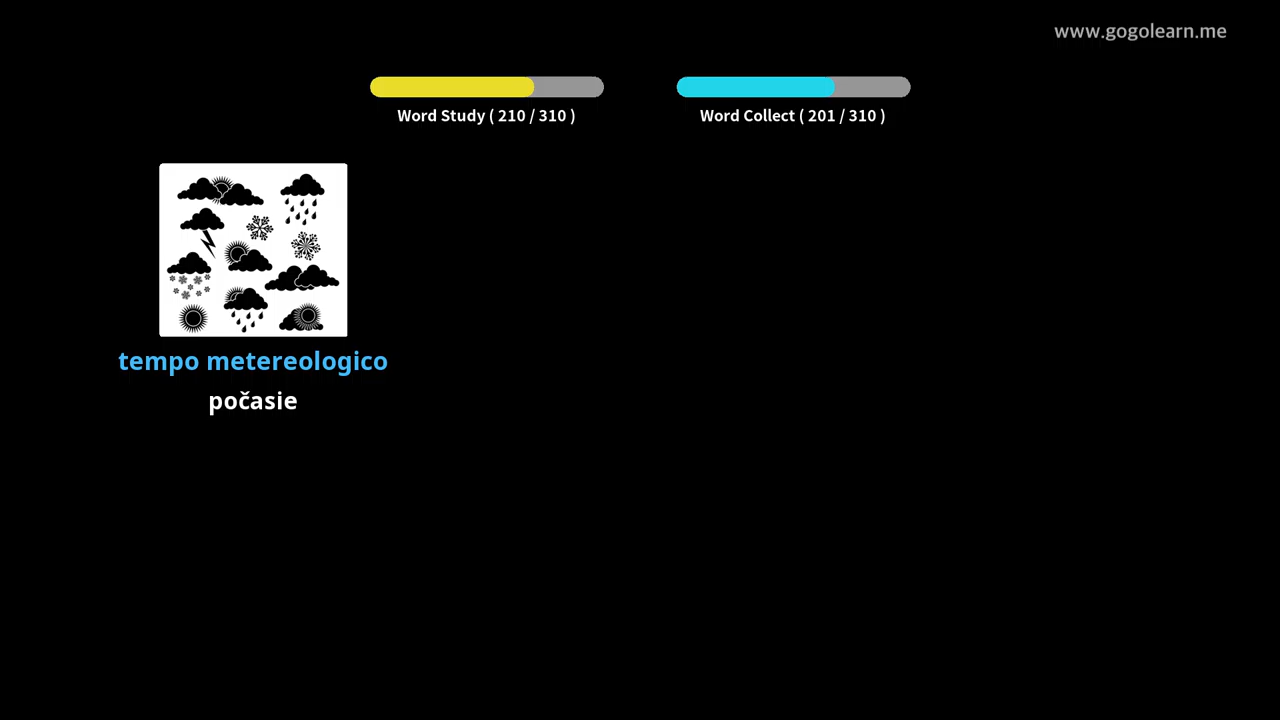 www.gogolearn.me
Word Study ( 210 / 310 )
Word Collect ( 201 / 310 )
tempo metereologico
počasie